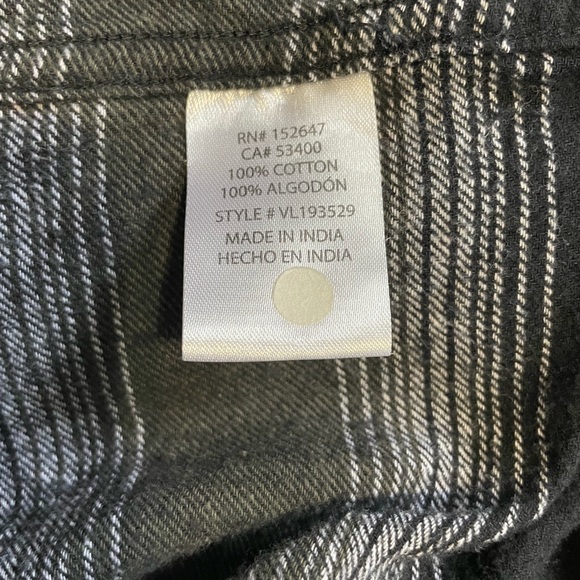 RN# 152647
CA# 53400
100% COTTON
100% ALGODÓN
STYLE # VL193529
MADE IN INDIA
HECHO EN INDIA